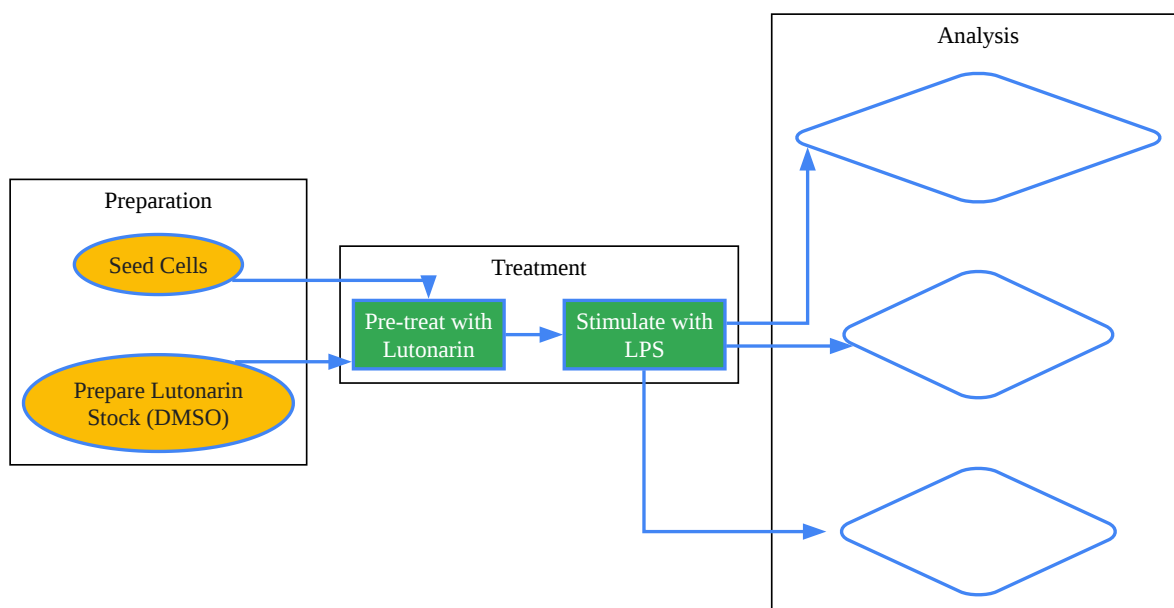 Preparation
Seed Cells
Prepare Lutonarin
Stock (DMSO)
Treatment
Pre-treat with
Lutonarin
Stimulate with
LPS
Analysis